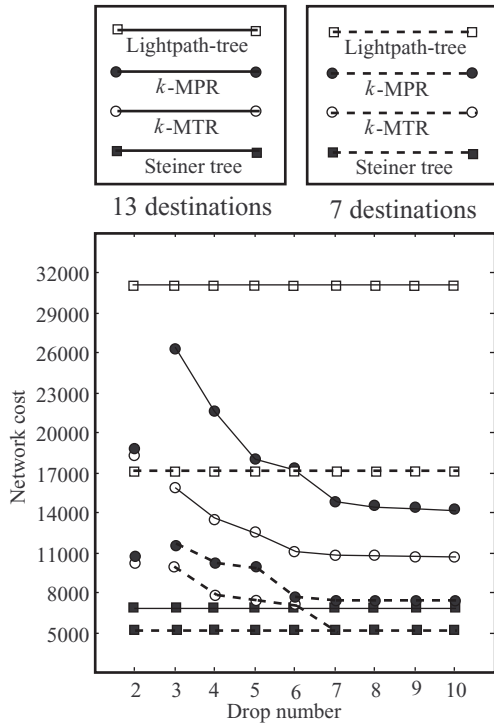 Lightpath-tree
k-MPR
k-MTR
Steiner tree
13 destinations
Lightpath-tree
k-MPR
k-MTR
Steiner tree
7 destinations
Network cost
32000
29000
26000
23000
20000
17000
14000
11000
8000
5000
2 3 4 5 6 7 8 9 10
Drop number